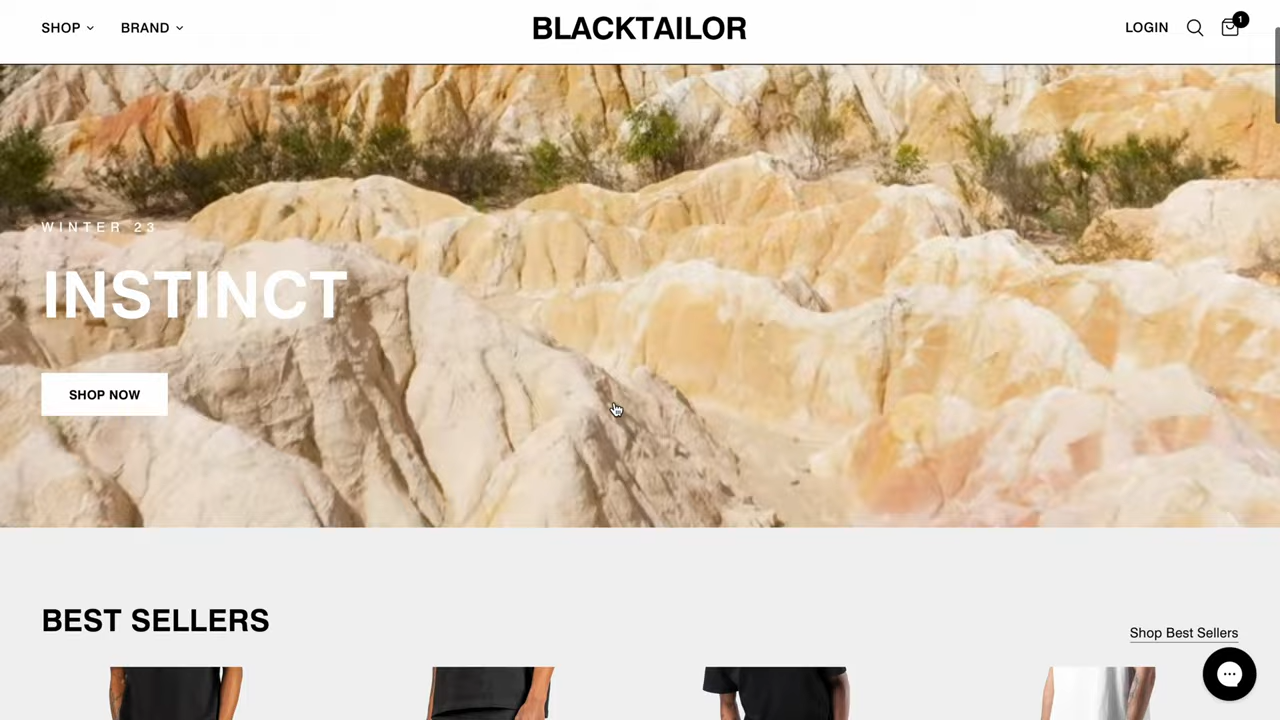 SHOP
BRAND
BLACKTAILOR
LOGIN
1
WINTER 23
INSTINCT
SHOP NOW
BEST SELLERS
Shop Best Sellers